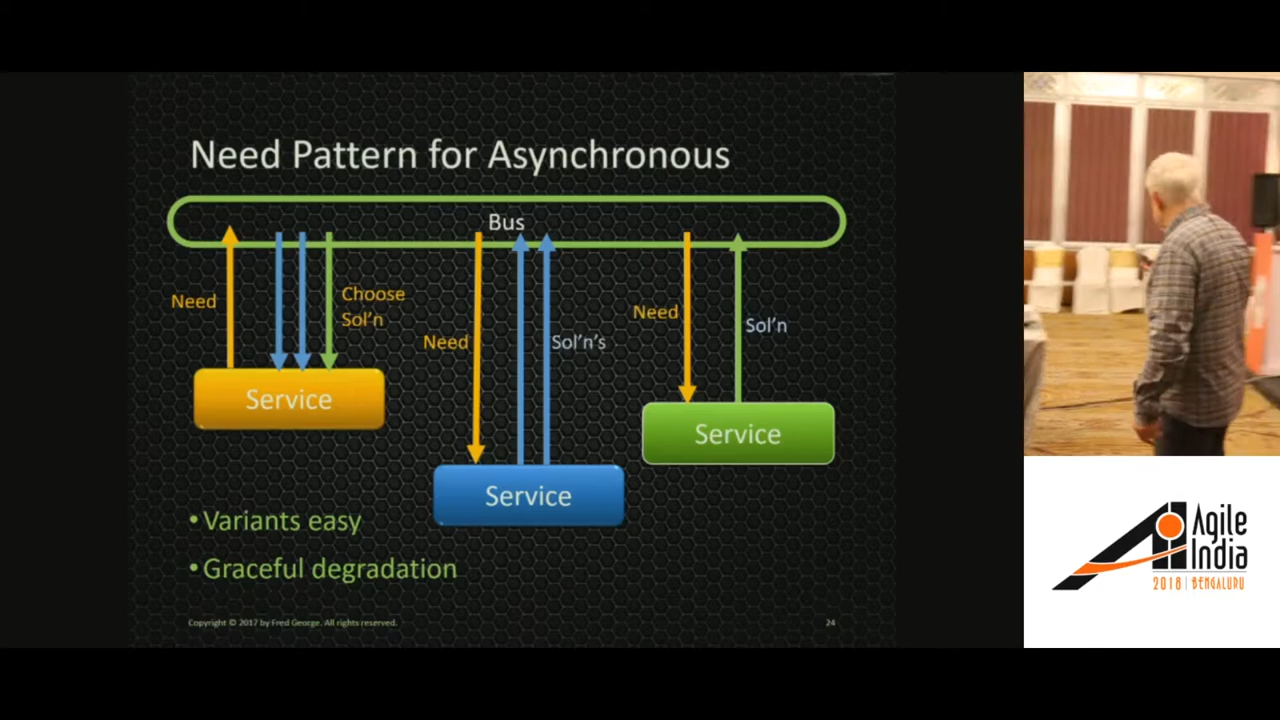 Need Pattern for Asynchronous
Bus
Need
Choose
Sol'n
Need
Sol'n's
Need
Sol'n
Service
Service
Service
• Variants easy
• Graceful degradation
Copyright © 2017 by Fred George. All rights reserved.
24
Agile
India
2018 | BENGALURU